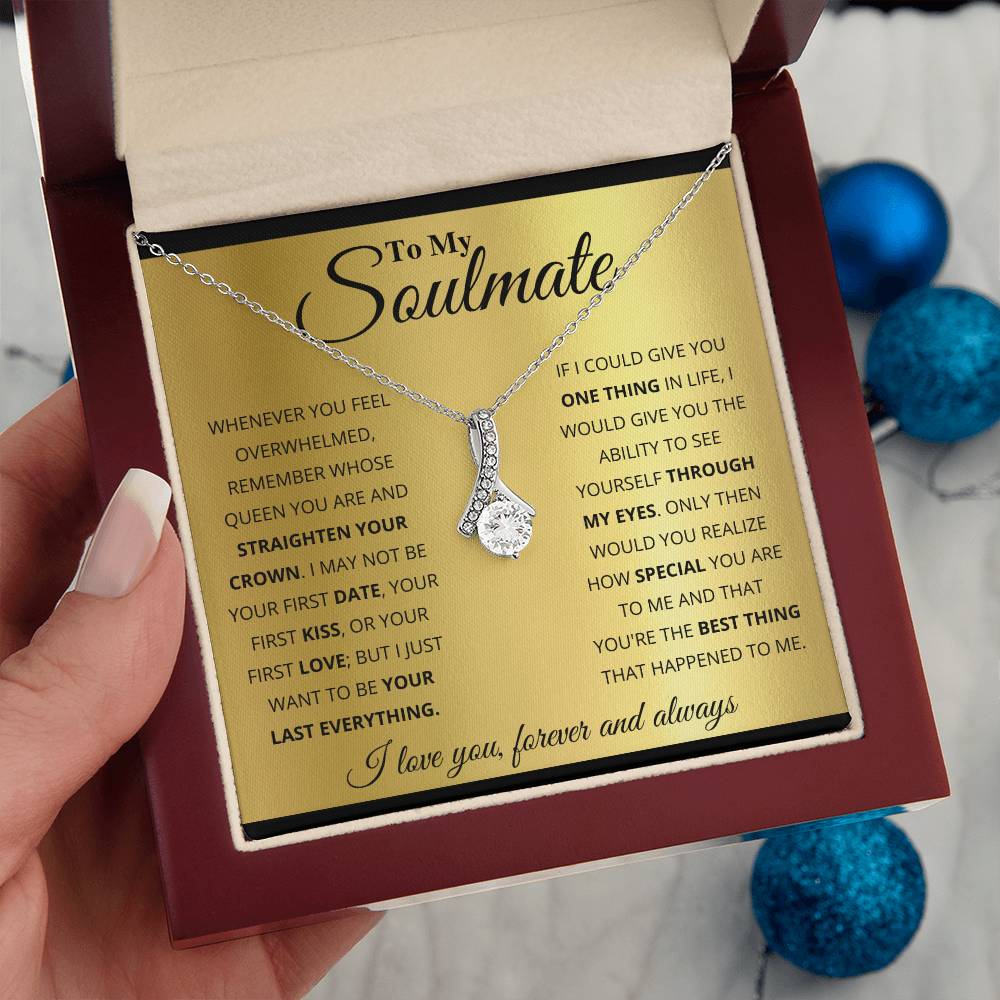 To My
Soulmate
WHENEVER YOU FEEL
OVERWHELMED,
REMEMBER WHOSE
QUEEN YOU ARE AND
STRAIGHTEN YOUR
CROWN. I MAY NOT BE
YOUR FIRST DATE, YOUR
FIRST KISS, OR YOUR
FIRST LOVE; BUT I JUST
WANT TO BE YOUR
LAST EVERYTHING.
IF I COULD GIVE YOU
ONE THING IN LIFE, I
WOULD GIVE YOU THE
ABILITY TO SEE
YOURSELF THROUGH
MY EYES. ONLY THEN
WOULD YOU REALIZE
HOW SPECIAL YOU ARE
TO ME AND THAT
YOU'RE THE BEST THING
THAT HAPPENED TO ME.
I love you, forever and always